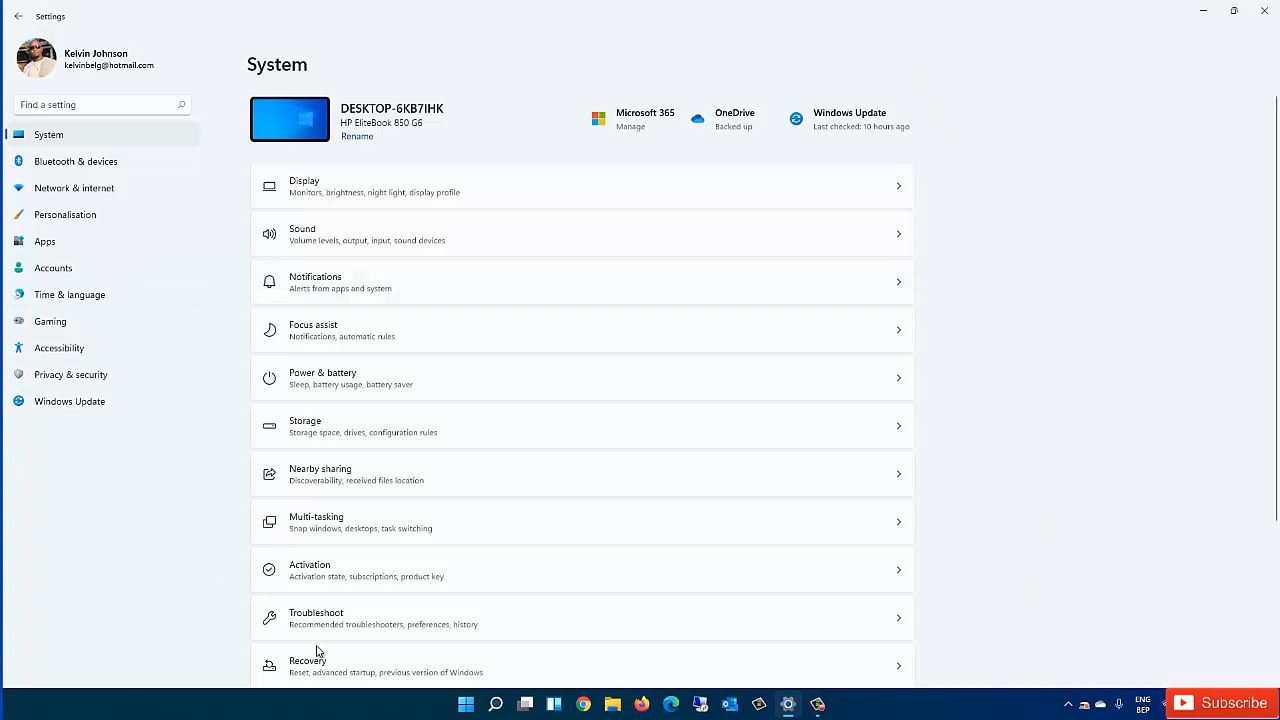 Settings
Kelvin Johnson
kelvinbelg@hotmail.com
Find a setting
System
Bluetooth & devices
Network & internet
Personalisation
Apps
Accounts
Time & language
Gaming
Accessibility
Privacy & security
Windows Update
System
DESKTOP-6KB7IHK
HP EliteBook 850 G6
Rename
Microsoft 365
Manage
OneDrive
Backed up
Windows Update
Last checked: 10 hours ago
Display
Monitors, brightness, night light, display profile
Sound
Volume levels, output, input, sound devices
Notifications
Alerts from apps and system
Focus assist
Notifications, automatic rules
Power & battery
Sleep, battery usage, battery saver
Storage
Storage space, drives, configuration rules
Nearby sharing
Discoverability, received files location
Multi-tasking
Snap windows, desktops, task switching
Activation
Activation state, subscriptions, product key
Troubleshoot
Recommended troubleshooters, preferences, history
Recovery
Reset, advanced startup, previous version of Windows
ENG
BEP
Subscribe